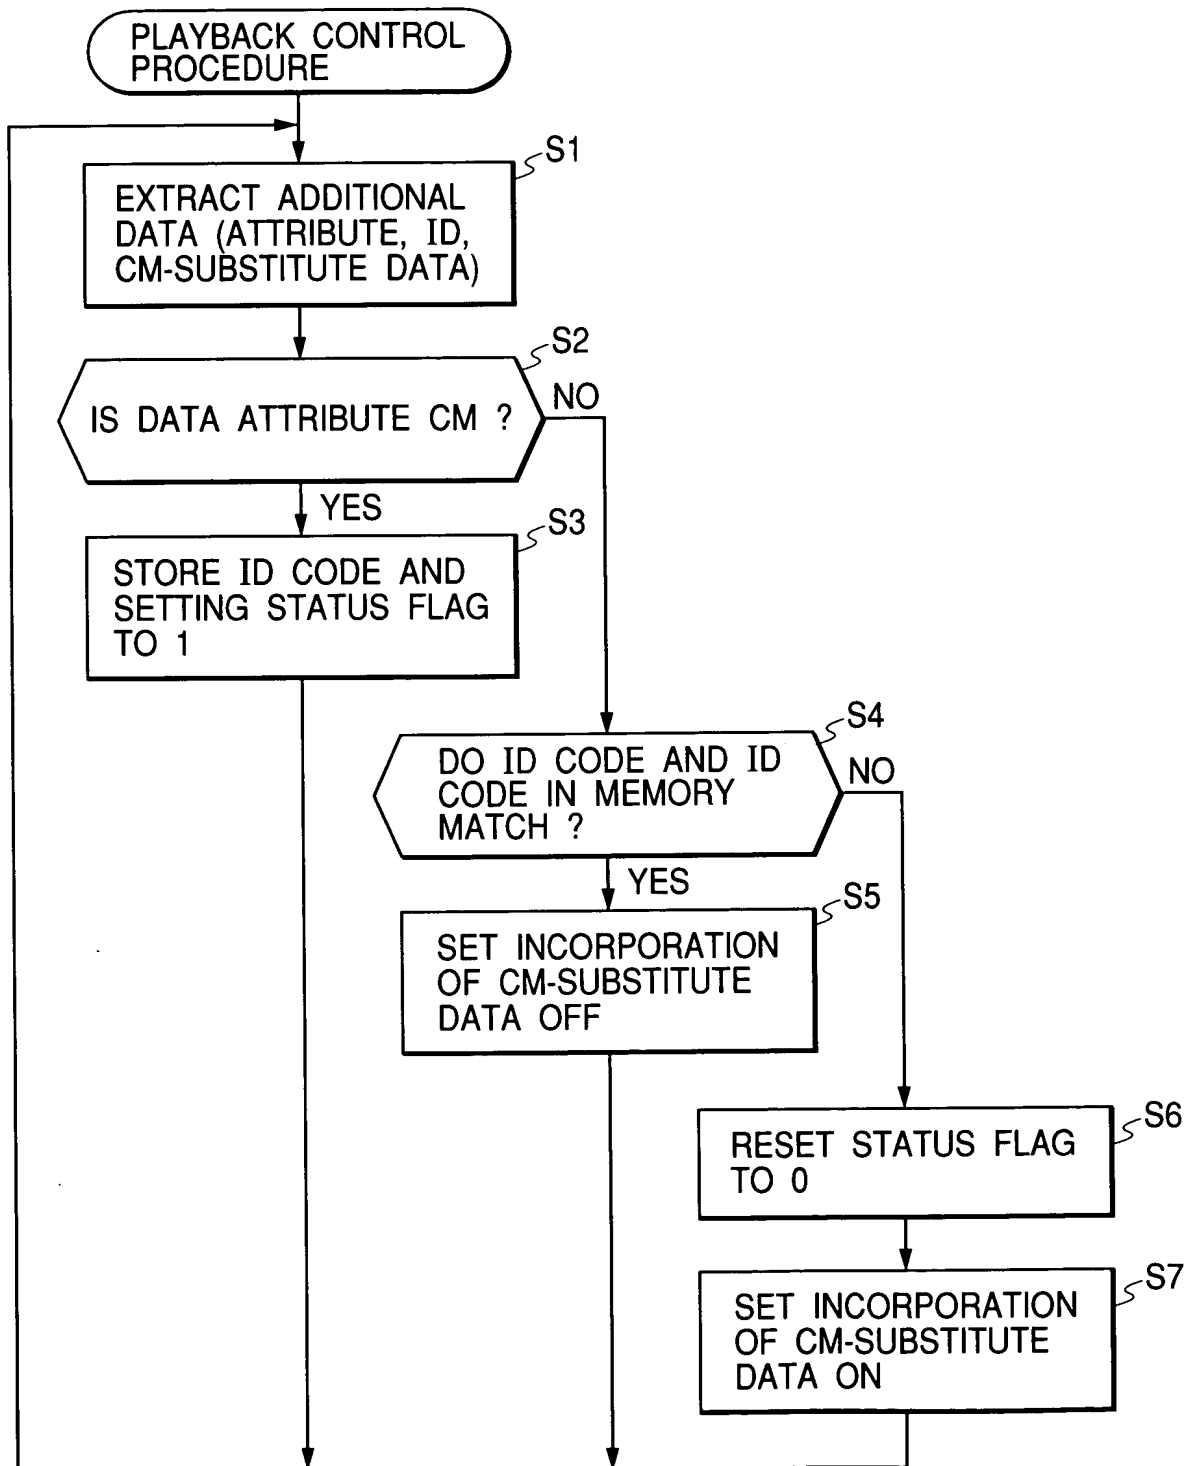 PLAYBACK CONTROL
PROCEDURE
S1
EXTRACT ADDITIONAL
DATA (ATTRIBUTE, ID,
CM-SUBSTITUTE DATA)
S2
IS DATA ATTRIBUTE CM ?
NO
YES
S3
STORE ID CODE AND
SETTING STATUS FLAG
TO 1
S4
DO ID CODE AND ID
CODE IN MEMORY
MATCH ?
NO
YES
S5
SET INCORPORATION
OF CM-SUBSTITUTE
DATA OFF
S6
RESET STATUS FLAG
TO 0
S7
SET INCORPORATION
OF CM-SUBSTITUTE
DATA ON